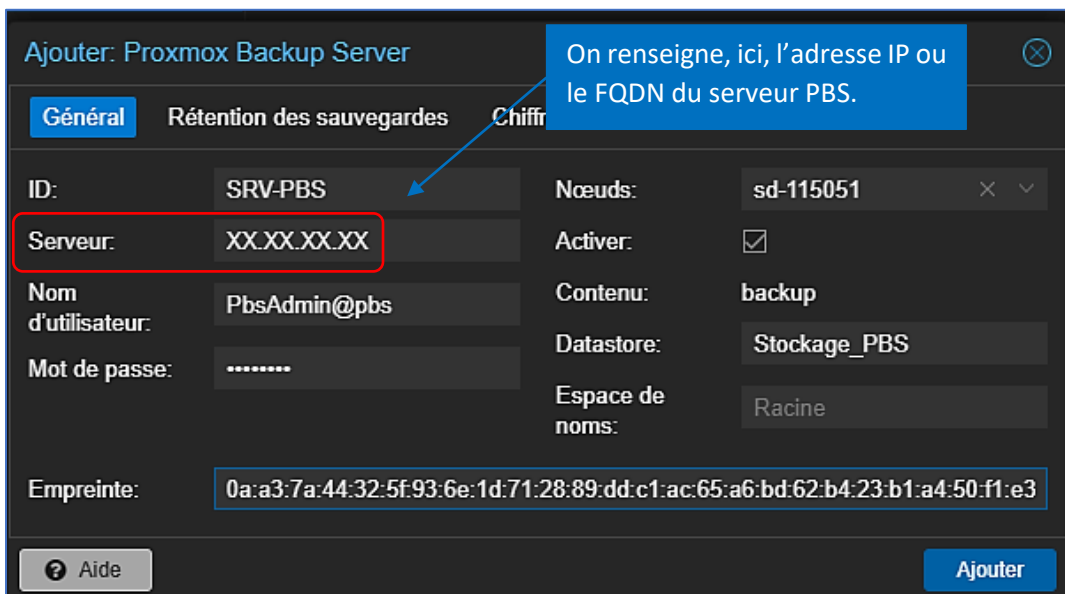 Ajouter: Proxmox Backup Server
On renseigne, ici, l’adresse IP ou
le FQDN du serveur PBS.
Général Rétention des sauvegardes Chiffr
ID: SRV-PBS
Serveur: XX.XX.XX.XX
Nom
d'utilisateur: PbsAdmin@pbs
Mot de passe: ••••••••
Nœuds: sd-115051
Activer:
Contenu: backup
Datastore: Stockage_PBS
Espace de
noms: Racine
Empreinte: 0a:a3:7a:44:32:5f:93:6e:1d:71:28:89:dd:c1:ac:65:a6:bd:62:b4:23:b1:a4:50:f1:e3
Aide Ajouter